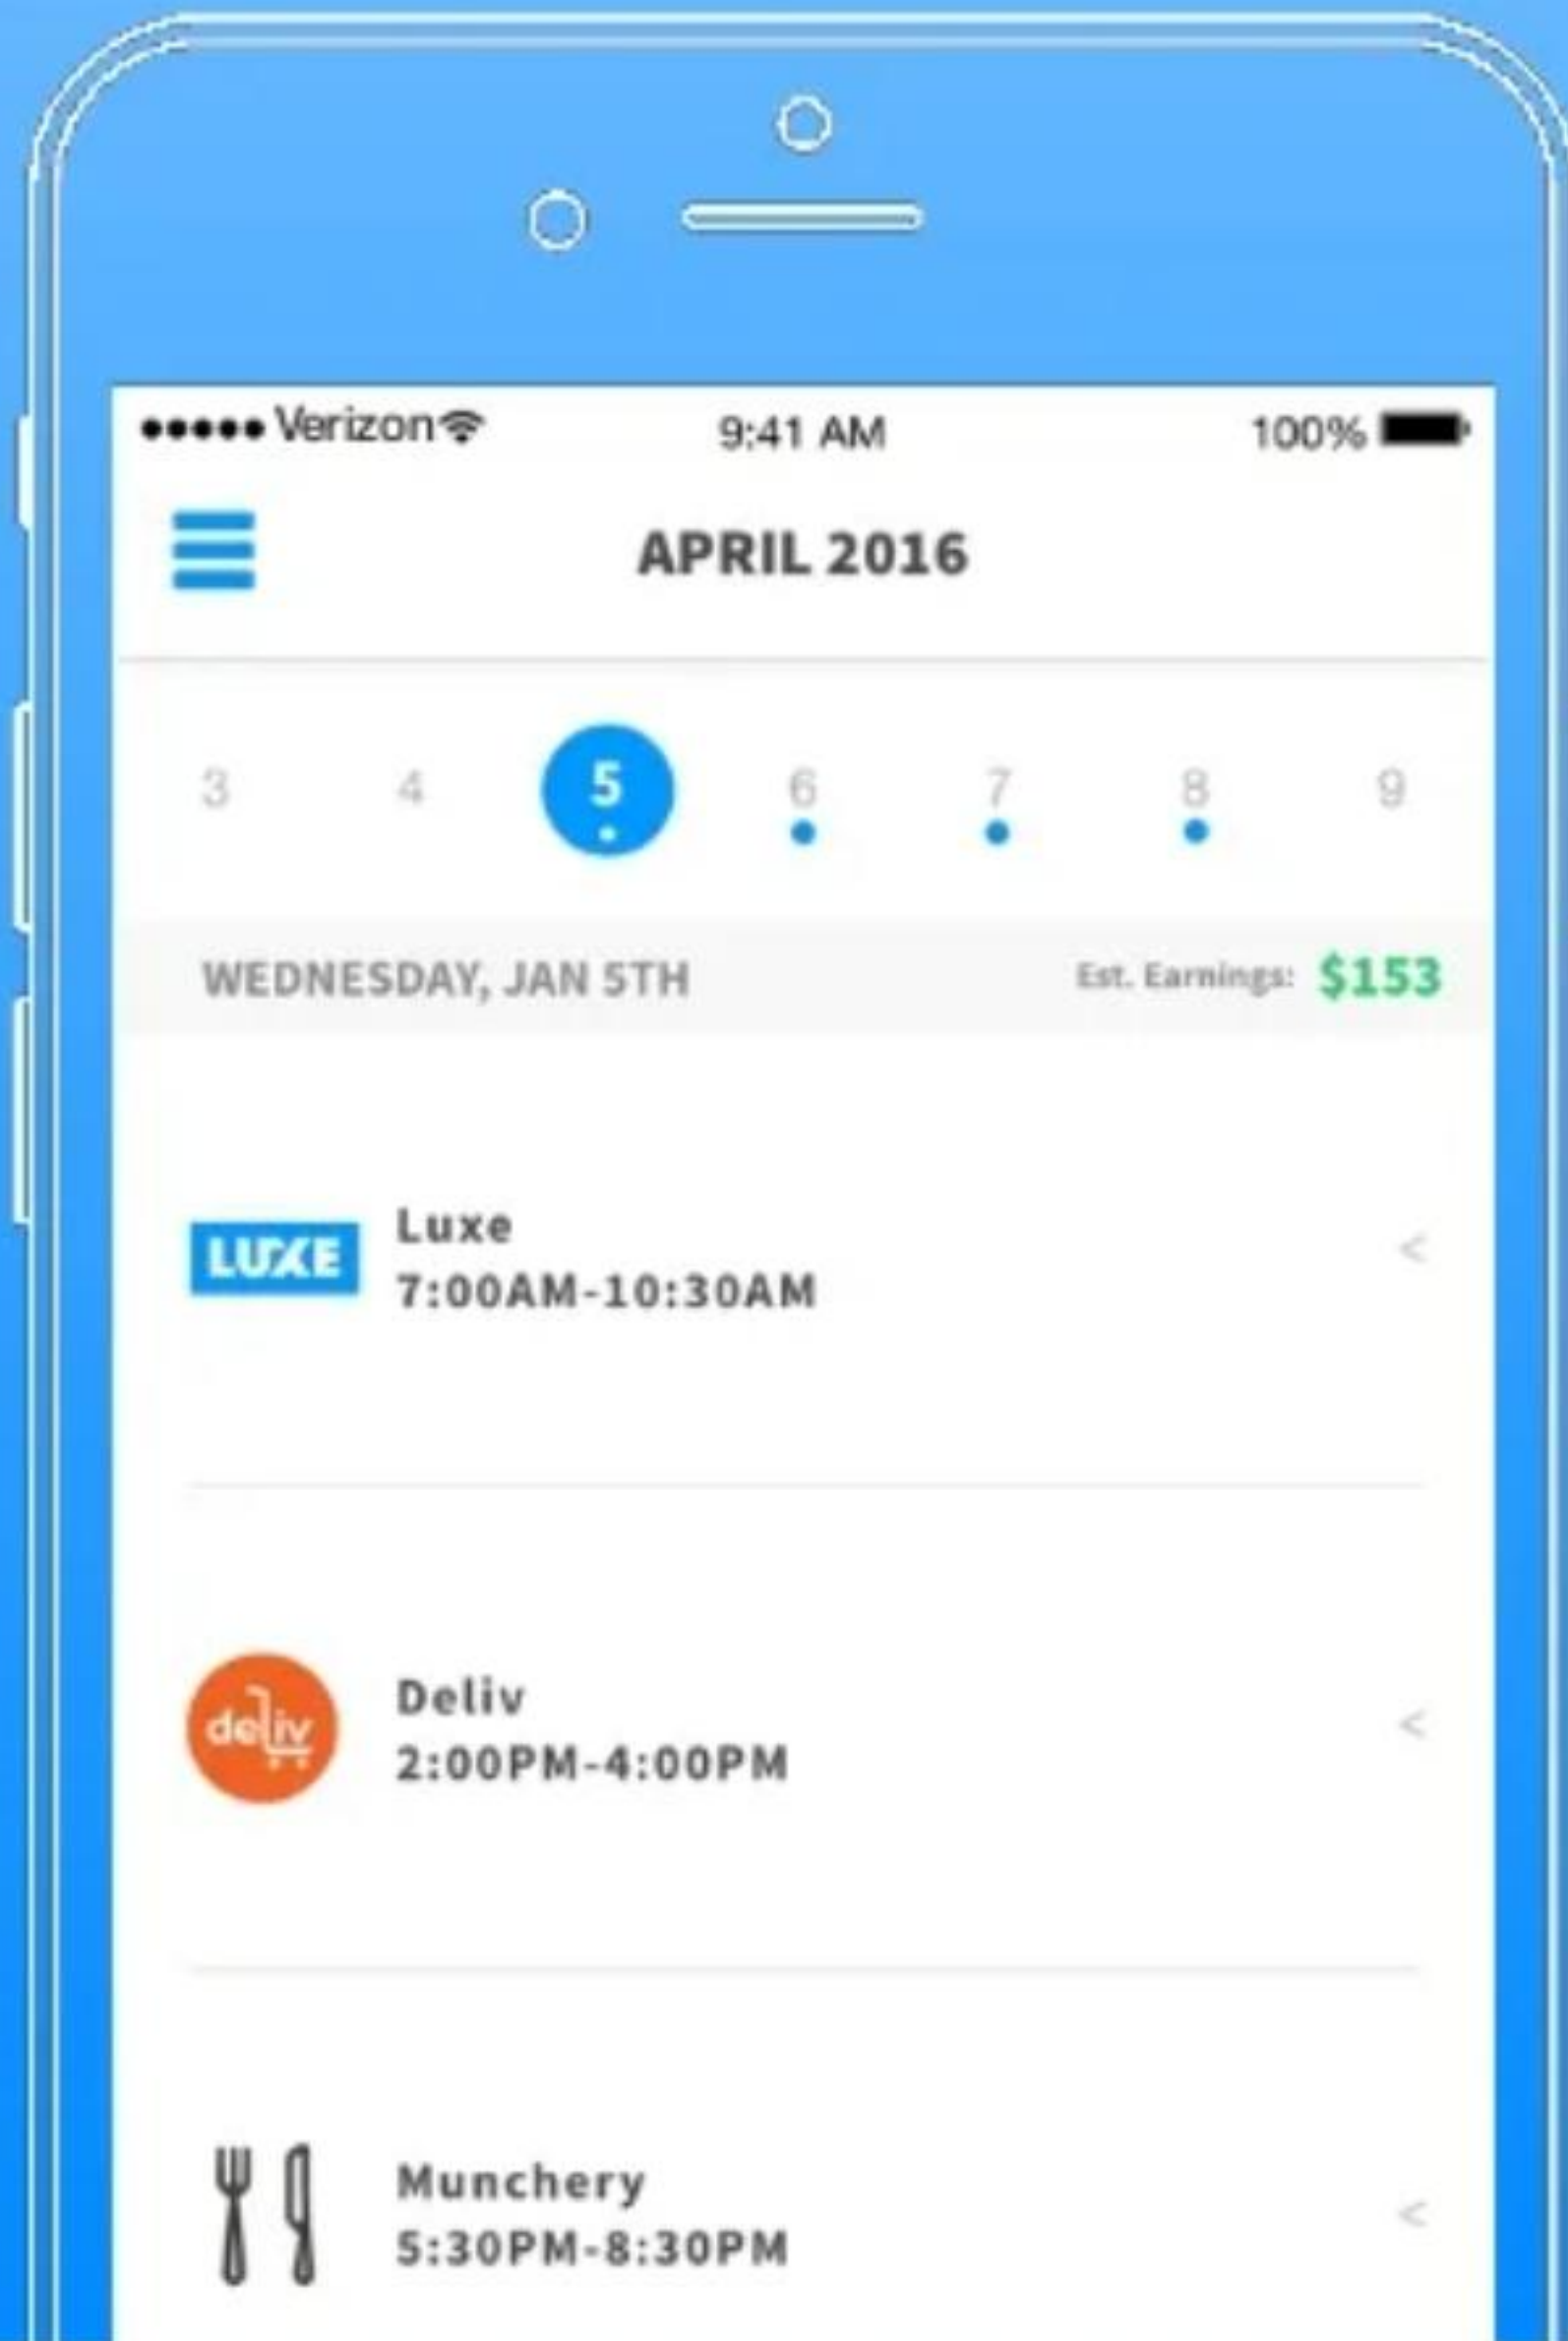 Verizon 9:41 AM 100%
APRIL 2016
3 4 5 6 7 8 9
WEDNESDAY, JAN 5TH Est. Earnings: $153
LUXE
Luxe
7:00AM-10:30AM <
deliv
Deliv
2:00PM-4:00PM <
Munchery
5:30PM-8:30PM <